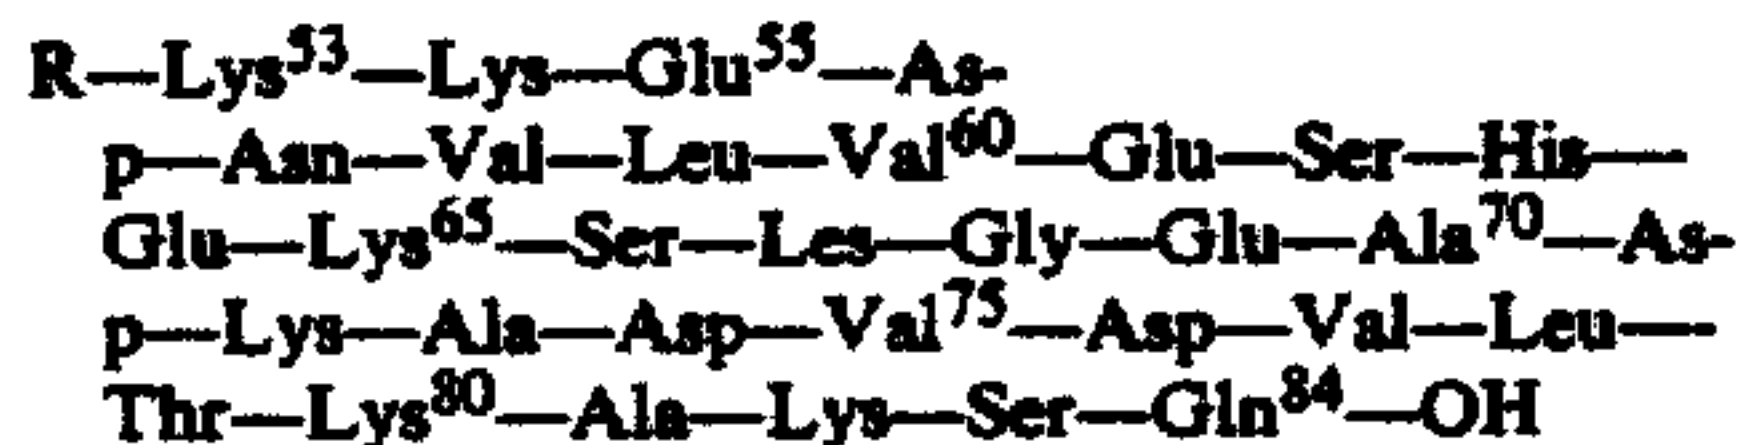 R—Lys⁵³—Lys—Glu⁵⁵—As-
p—Asn—Val—Leu—Val⁶⁰—Glu—Ser—His—
Glu—Lys⁶⁵—Ser—Les—Gly—Glu—Ala⁷⁰—As-
p—Lys—Ala—Asp—Val⁷⁵—Asp—Val—Leu—
Thr—Lys⁸⁰—Ala—Lys—Ser—Gln⁸⁴—OH